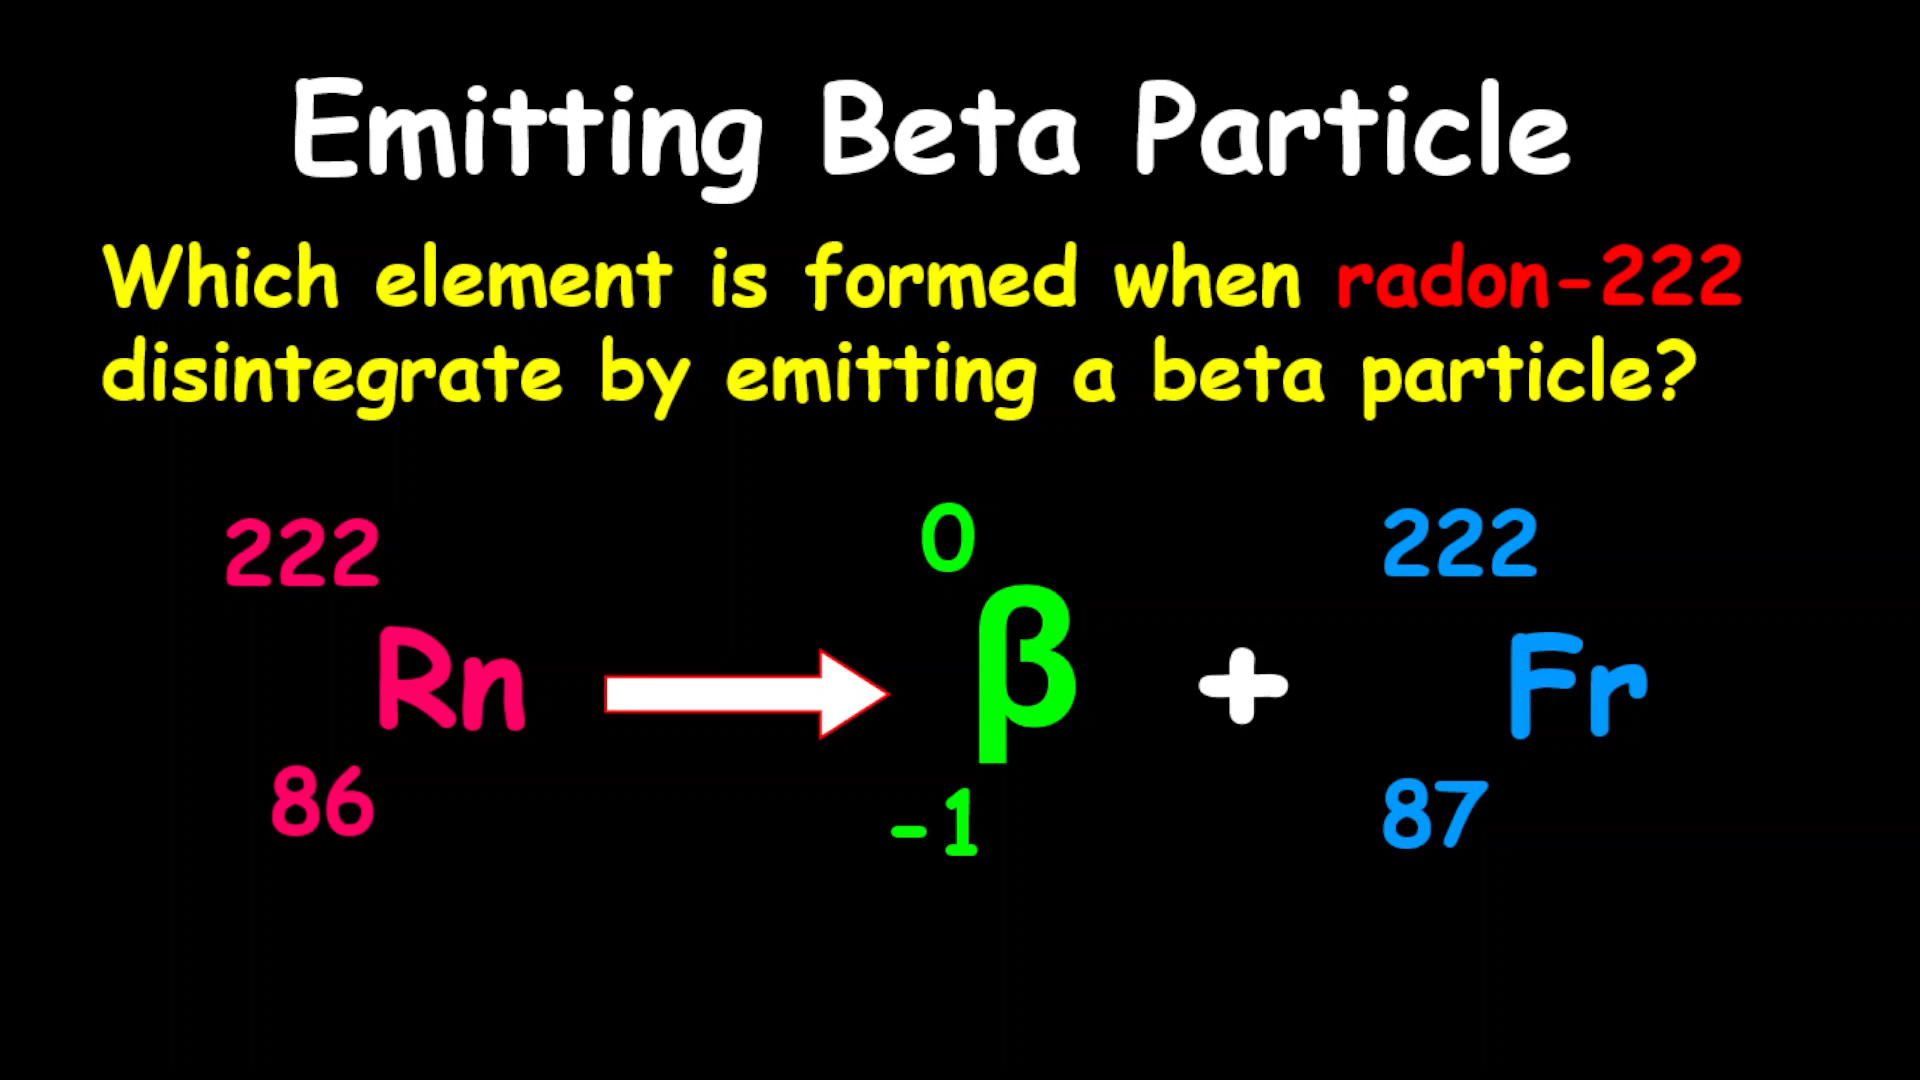 Emitting Beta Particle
Which element is formed when radon-222
disintegrate by emitting a beta particle?
222
86
Rn
0
-1
β
+
222
87
Fr